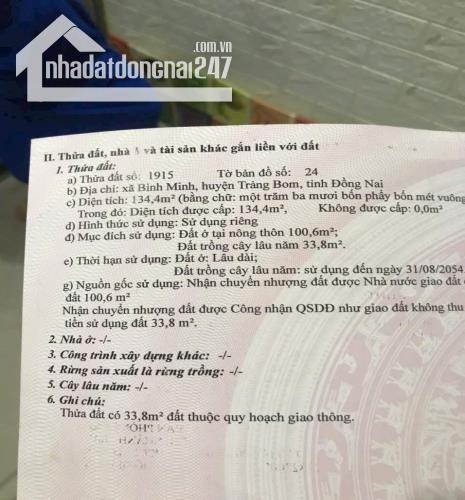 .com.vn
nhadatdongnai247
II. Thửa đất, nhà ở và tài sản khác gắn liền với đất
1. Thửa đất:
a) Thửa đất số: 1915 Tờ bản đồ số: 24
b) Địa chỉ: xã Bình Minh, huyện Trảng Bom, tỉnh Đồng Nai
c) Diện tích: 134,4m² (bằng chữ: một trăm ba mươi bốn phẩy bốn mét vuông
Trong đó: Diện tích được cấp: 134,4m², Không được cấp: 0,0m²
d) Hình thức sử dụng: Sử dụng riêng
đ) Mục đích sử dụng: Đất ở tại nông thôn 100,6m²;
Đất trồng cây lâu năm 33,8m².
e) Thời hạn sử dụng: Đất ở: Lâu dài;
Đất trồng cây lâu năm: sử dụng đến ngày 31/08/2054
g) Nguồn gốc sử dụng: Nhận chuyển nhượng đất được Nhà nước giao đất
đất 100,6 m²
Nhận chuyển nhượng đất được Công nhận QSDĐ như giao đất không thu
tiền sử dụng đất 33,8 m².
2. Nhà ở: -/-
3. Công trình xây dựng khác: -/-
4. Rừng sản xuất là rừng trồng: -/-
5. Cây lâu năm: -/-
6. Ghi chú:
Thửa đất có 33,8m² đất thuộc quy hoạch giao thông.